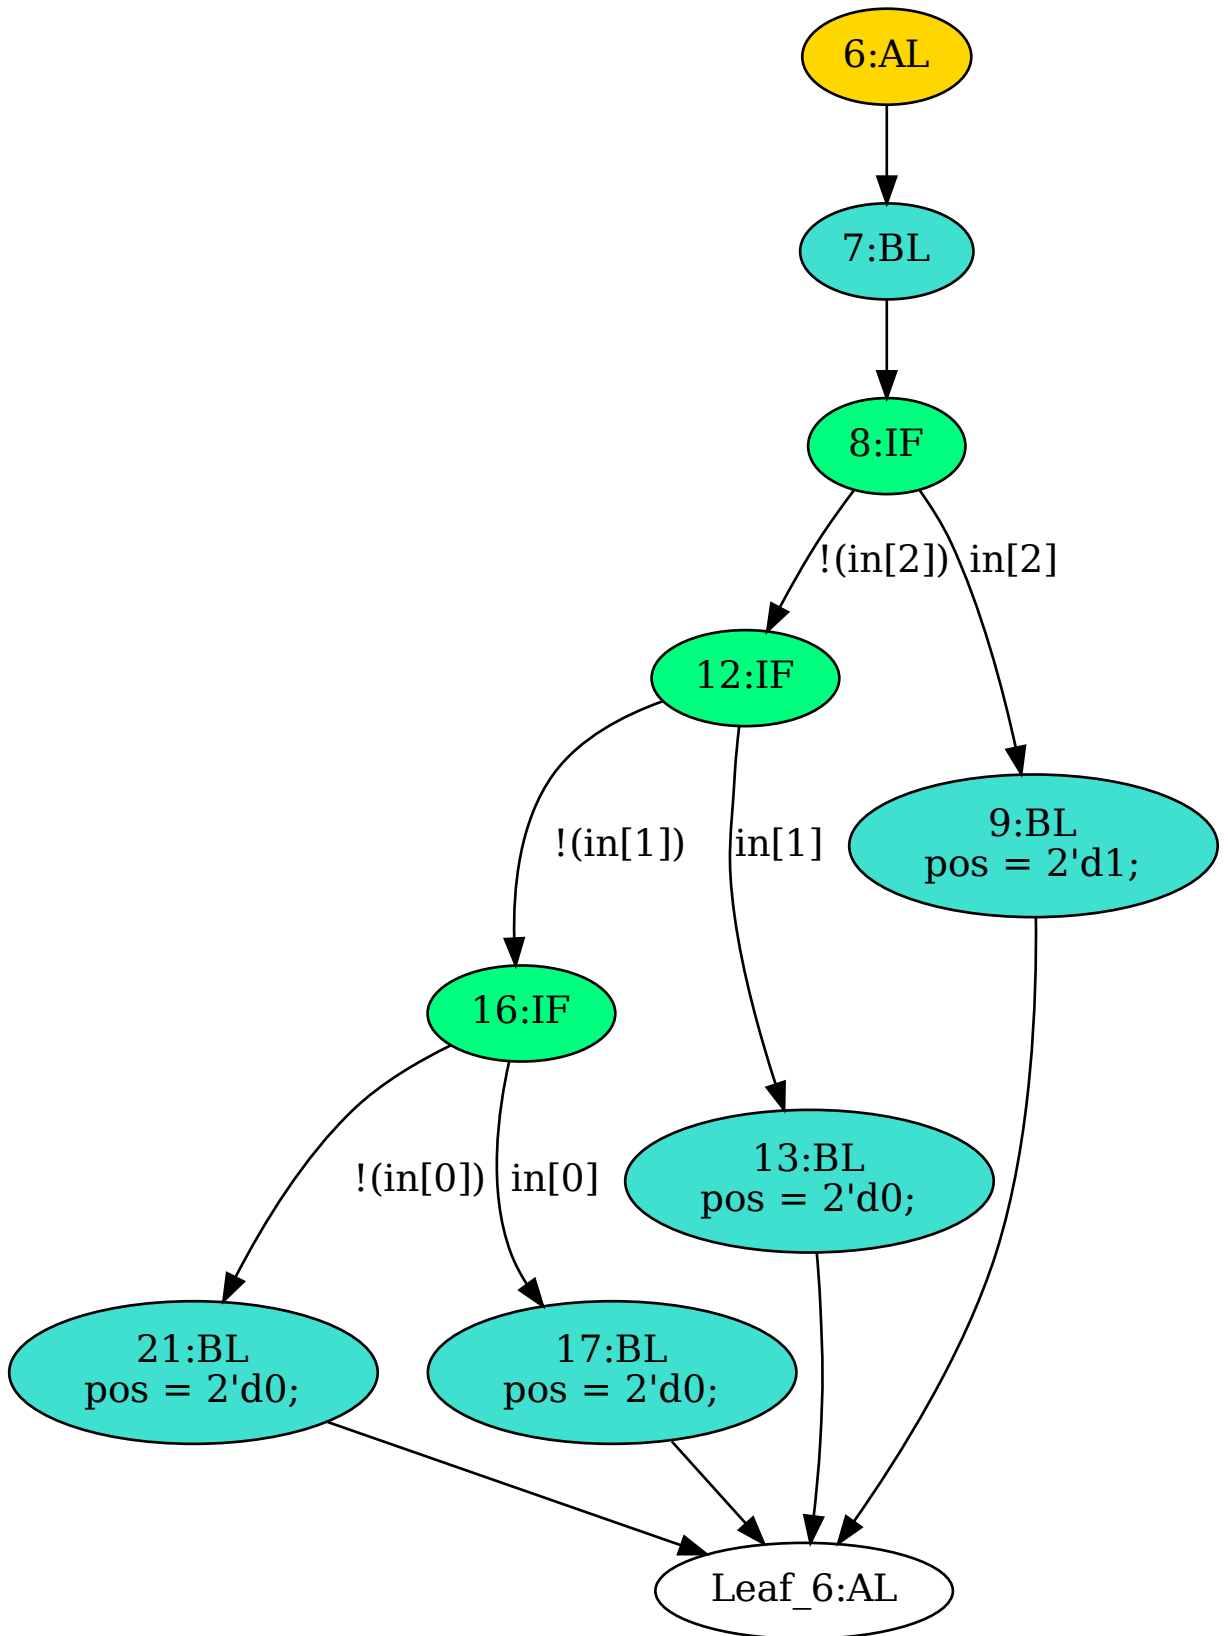 6:AL
7:BL
8:IF
!(in[2])
in[2]
12:IF
!(in[1])
in[1]
9:BL
pos = 2'd1;
16:IF
!(in[0])
in[0]
13:BL
pos = 2'd0;
21:BL
pos = 2'd0;
17:BL
pos = 2'd0;
Leaf_6:AL